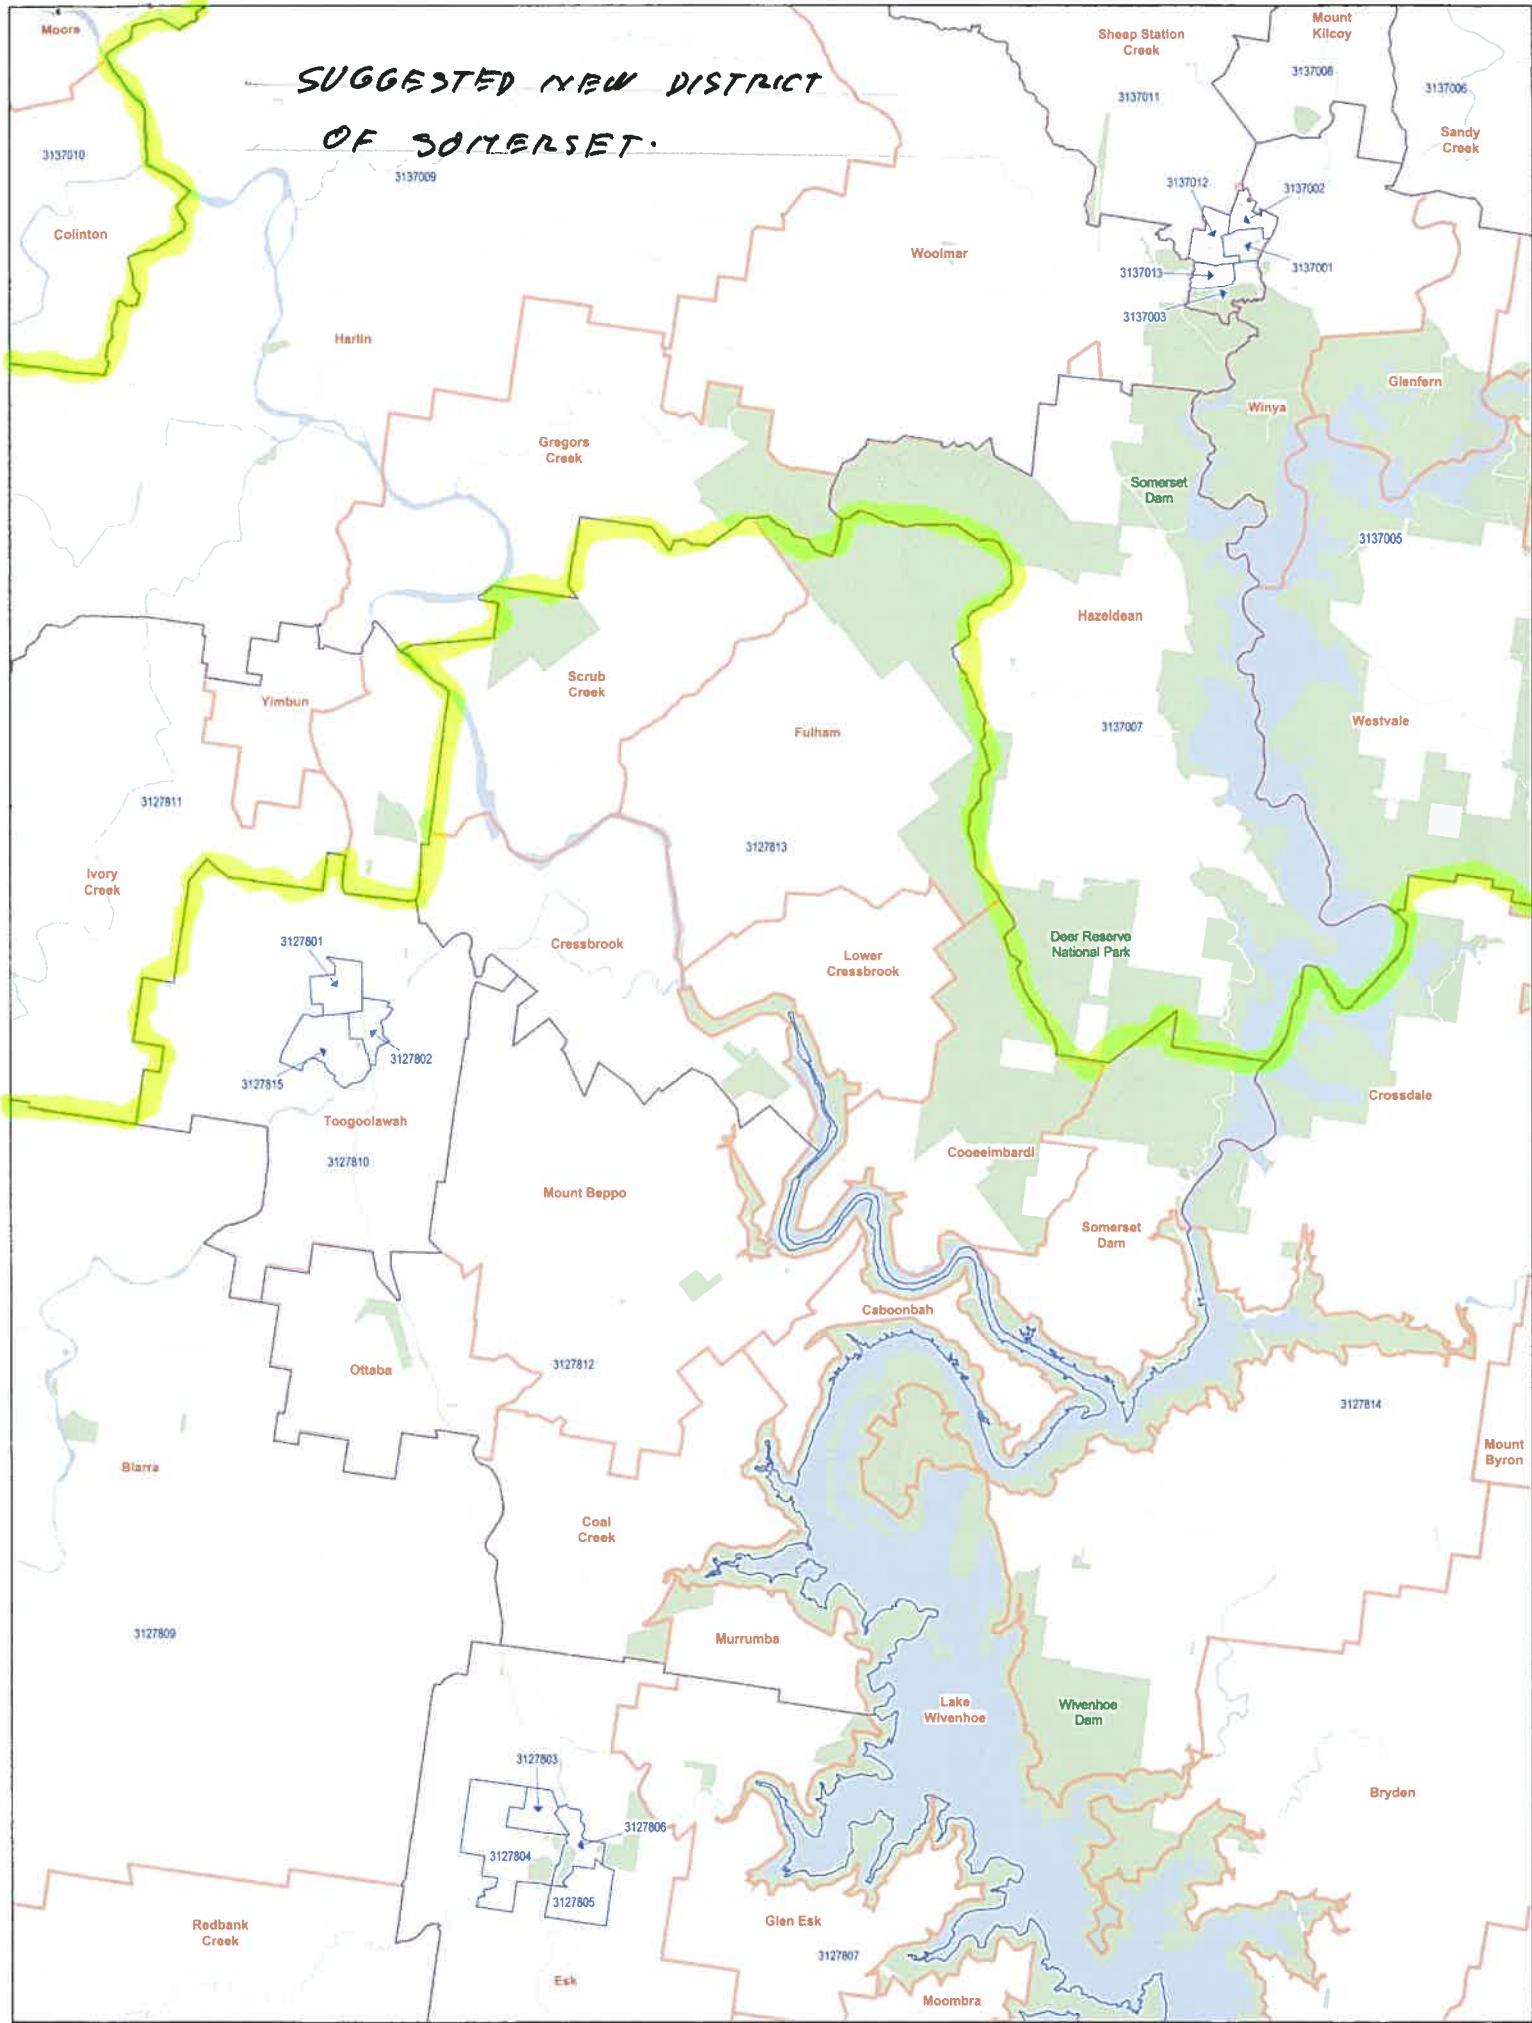 SUGGESTED NEW DISTRICT
OF SOMERSET.
Moore
Sheep Station
Creek
Mount
Kilcoy
3137008
3137011
3137006
Sandy
Creek
3137010
3137009
3137012
3137002
Colinton
Woolmar
3137013
3137001
3137003
Harlin
Glenfern
Winya
Gregors
Creek
Somerset
Dam
3137005
Hazeldean
Scrub
Creek
Yimbun
Fulham
3137007
Westvale
3127811
3127813
Ivory
Creek
3127801
Cressbrook
Lower
Cressbrook
Deer Reserve
National Park
3127802
3127815
Toogoolawah
Crossdale
3127810
Cooeeimbardi
Mount Beppo
Somerset
Dam
Caboonbah
Ottaba
3127812
3127814
Biarra
Mount
Byron
Coal
Creek
3127809
Murrumba
Lake
Wivenhoe
Wivenhoe
Dam
3127803
Bryden
3127806
3127804
3127805
Redbank
Creek
Glen Esk
3127807
Esk
Moombra